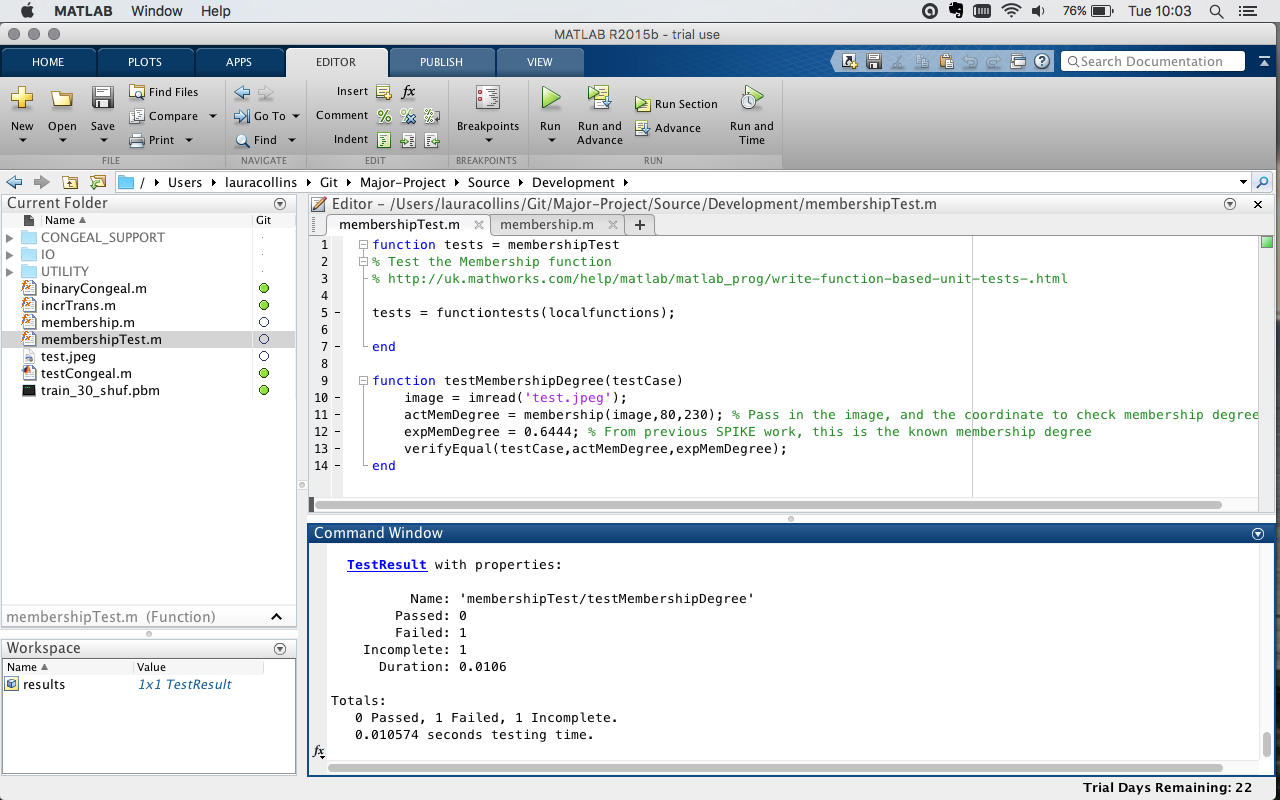 MATLAB Window Help 76% Tue 10:03
MATLAB R2015b - trial use
HOME PLOTS APPS EDITOR PUBLISH VIEW Search Documentation
New Open Save Find Files Compare Print
FILE
Go To Find
NAVIGATE
Insert fx
Comment
Indent
EDIT
Breakpoints
BREAKPOINTS
Run Run and Advance Run Section Advance Run and Time
RUN
/ Users lauracollins Git Major-Project Source Development
Current Folder
Name Git
CONGEAL_SUPPORT
IO
UTILITY
binaryCongeal.m
incrTrans.m
membership.m
membershipTest.m
test.jpeg
testCongeal.m
train_30_shuf.pbm
membershipTest.m (Function)
Workspace
Name Value
results 1x1 TestResult
Editor - /Users/lauracollins/Git/Major-Project/Source/Development/membershipTest.m
membershipTest.m membership.m +
1 function tests = membershipTest
2 % Test the Membership function
3 % http://uk.mathworks.com/help/matlab/matlab_prog/write-function-based-unit-tests-.html
4
5 - tests = functiontests(localfunctions);
6
7 - end
8
9 function testMembershipDegree(testCase)
10 - image = imread('test.jpeg');
11 - actMemDegree = membership(image,80,230); % Pass in the image, and the coordinate to check membership degree
12 - expMemDegree = 0.6444; % From previous SPIKE work, this is the known membership degree
13 - verifyEqual(testCase,actMemDegree,expMemDegree);
14 - end
Command Window
TestResult with properties:
Name: 'membershipTest/testMembershipDegree'
Passed: 0
Failed: 1
Incomplete: 1
Duration: 0.0106
Totals:
0 Passed, 1 Failed, 1 Incomplete.
0.010574 seconds testing time.
fx
Trial Days Remaining: 22